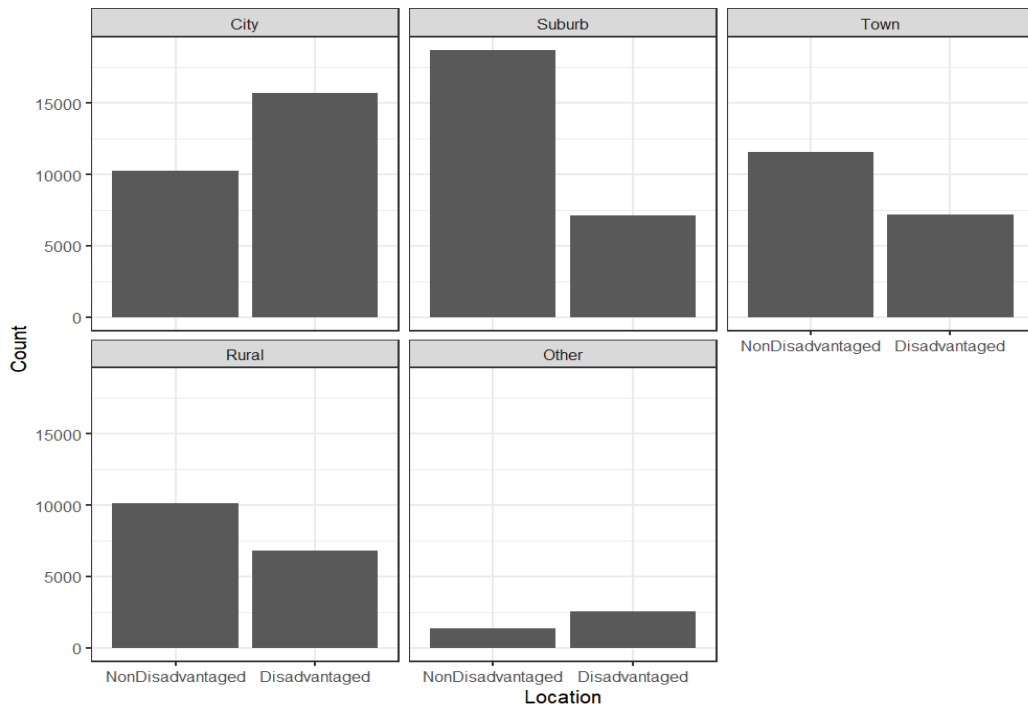 City
Suburb
Town
15000
10000
5000
0
NonDisadvantaged Disadvantaged
Rural
Other
15000
10000
5000
0
NonDisadvantaged Disadvantaged
NonDisadvantaged Disadvantaged
Count
Location